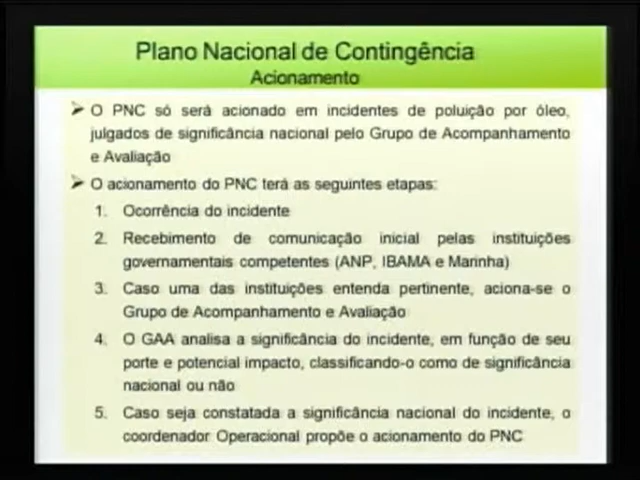 Plano Nacional de Contingência
Acionamento
➤ O PNC só será acionado em incidentes de poluição por óleo,
julgados de significância nacional pelo Grupo de Acompanhamento
e Avaliação
➤ O acionamento do PNC terá as seguintes etapas:
1. Ocorrência do incidente
2. Recebimento de comunicação inicial pelas instituições
governamentais competentes (ANP, IBAMA e Marinha)
3. Caso uma das instituições entenda pertinente, aciona-se o
Grupo de Acompanhamento e Avaliação
4. O GAA analisa a significância do incidente, em função de seu
porte e potencial impacto, classificando-o como de significância
nacional ou não
5. Caso seja constatada a significância nacional do incidente, o
coordenador Operacional propõe o acionamento do PNC